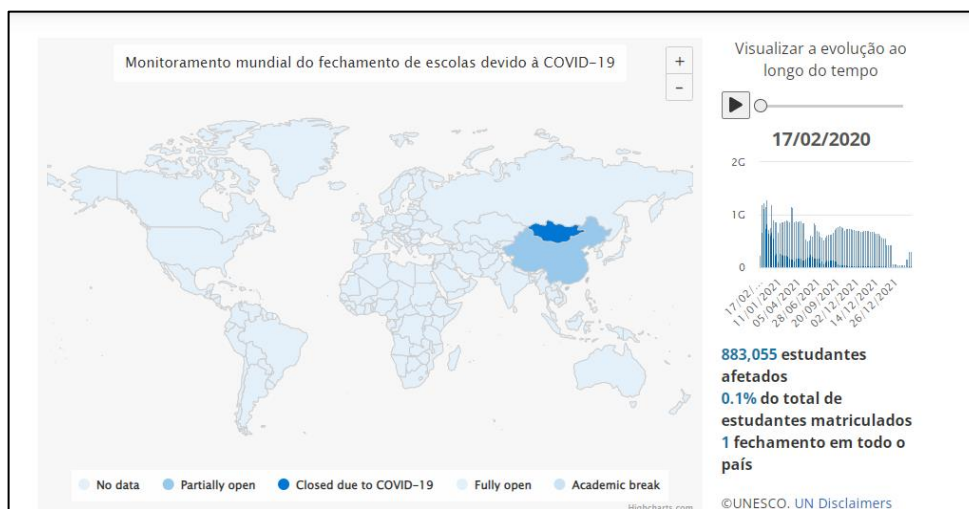 Monitoramento mundial do fechamento de escolas devido à COVID-19
+
-
Visualizar a evolução ao
longo do tempo
17/02/2020
2G
1G
0
17/02/...
11/01/2021
05/04/2021
28/06/2021
20/09/2021
02/12/2021
14/12/2021
26/12/2021
883,055 estudantes
afetados
0.1% do total de
estudantes matriculados
1 fechamento em todo o
país
No data Partially open Closed due to COVID-19 Fully open Academic break
Highcharts.com
©UNESCO. UN Disclaimers